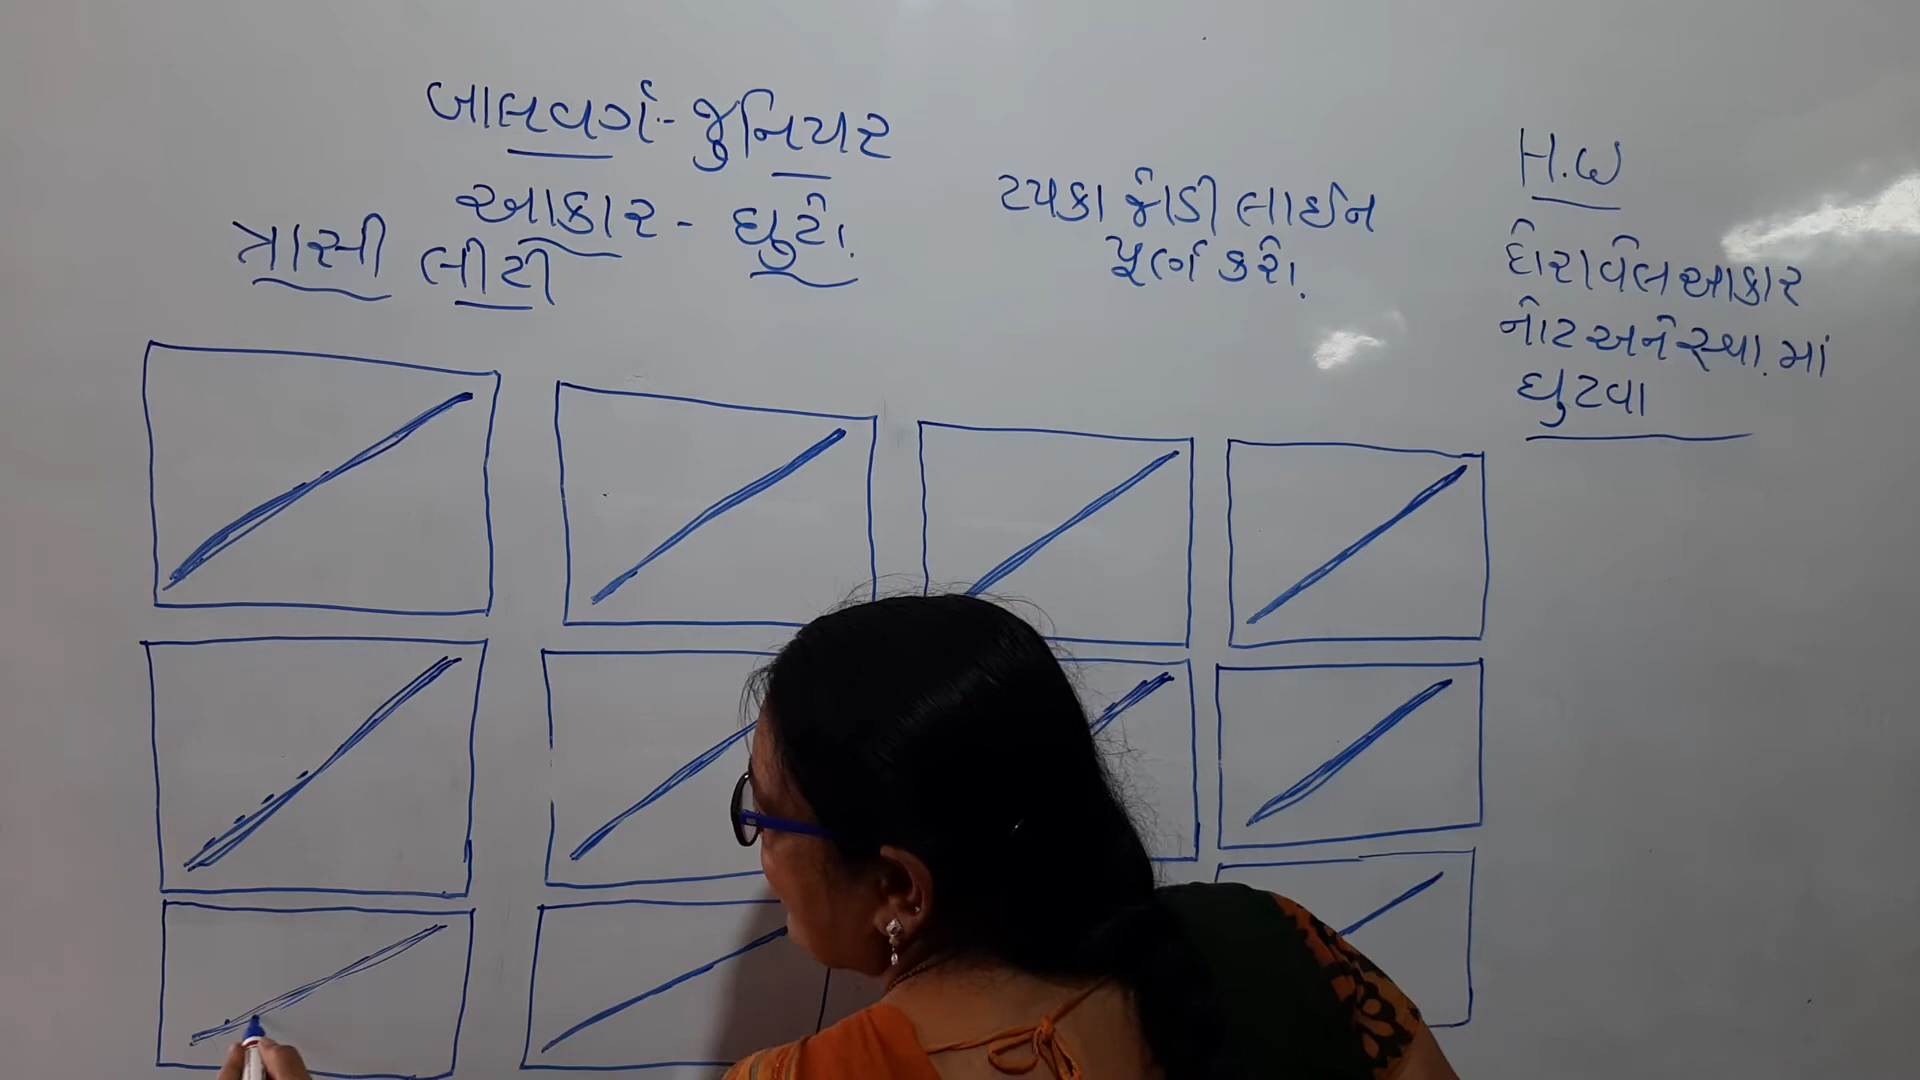 બાલવર્ગ:- જુનિયર
આકાર - ઘુટો.
ત્રાસી લીટી
ટપકા જોડી લાઈન
પૂર્ણ કરો.
H.W
દોરાવેલ આકાર
નોટ અને સ્વા. માં
ઘુટવા